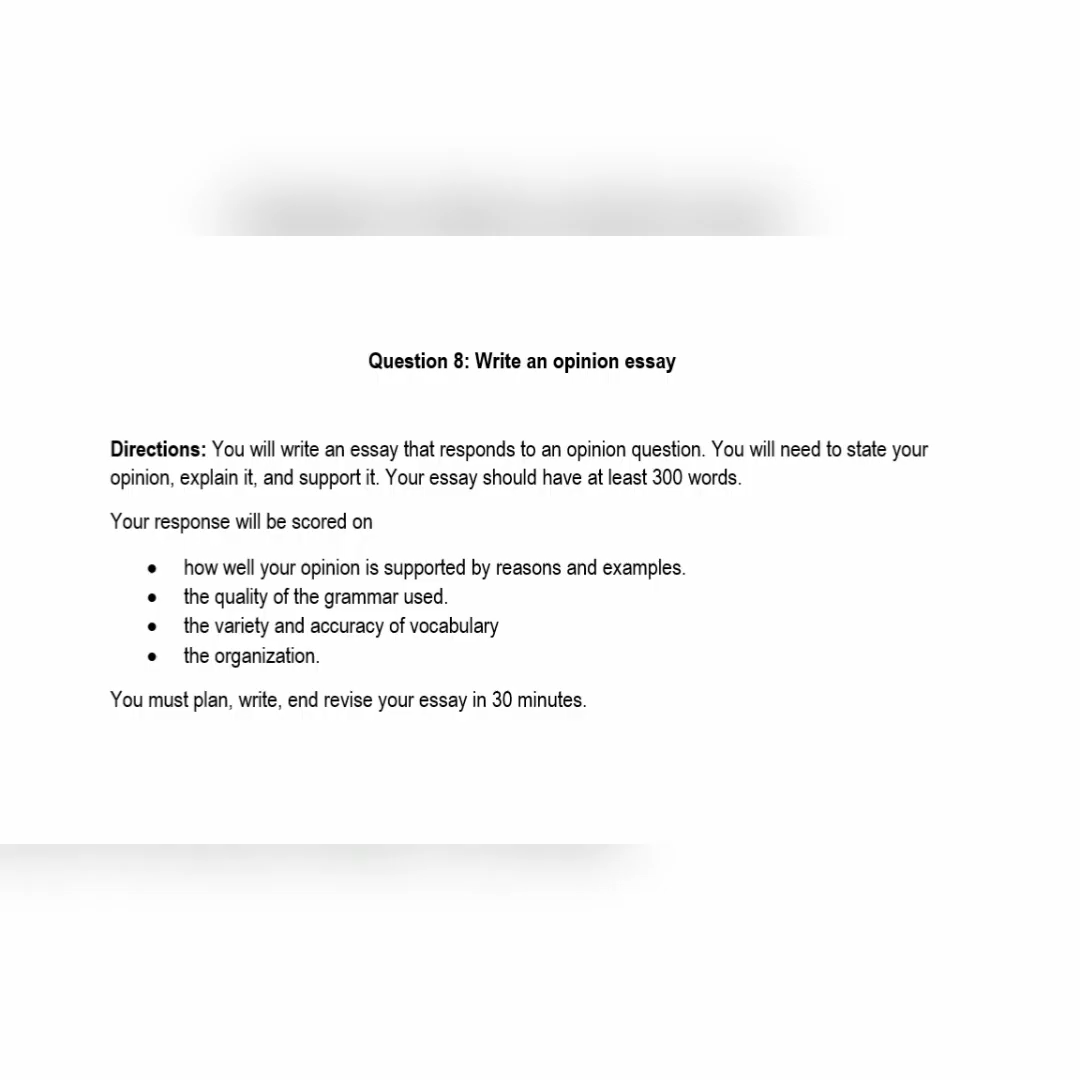 Question 8: Write an opinion essay
Directions: You will write an essay that responds to an opinion question. You will need to state your
opinion, explain it, and support it. Your essay should have at least 300 words.
Your response will be scored on
• how well your opinion is supported by reasons and examples.
• the quality of the grammar used.
• the variety and accuracy of vocabulary
• the organization.
You must plan, write, end revise your essay in 30 minutes.